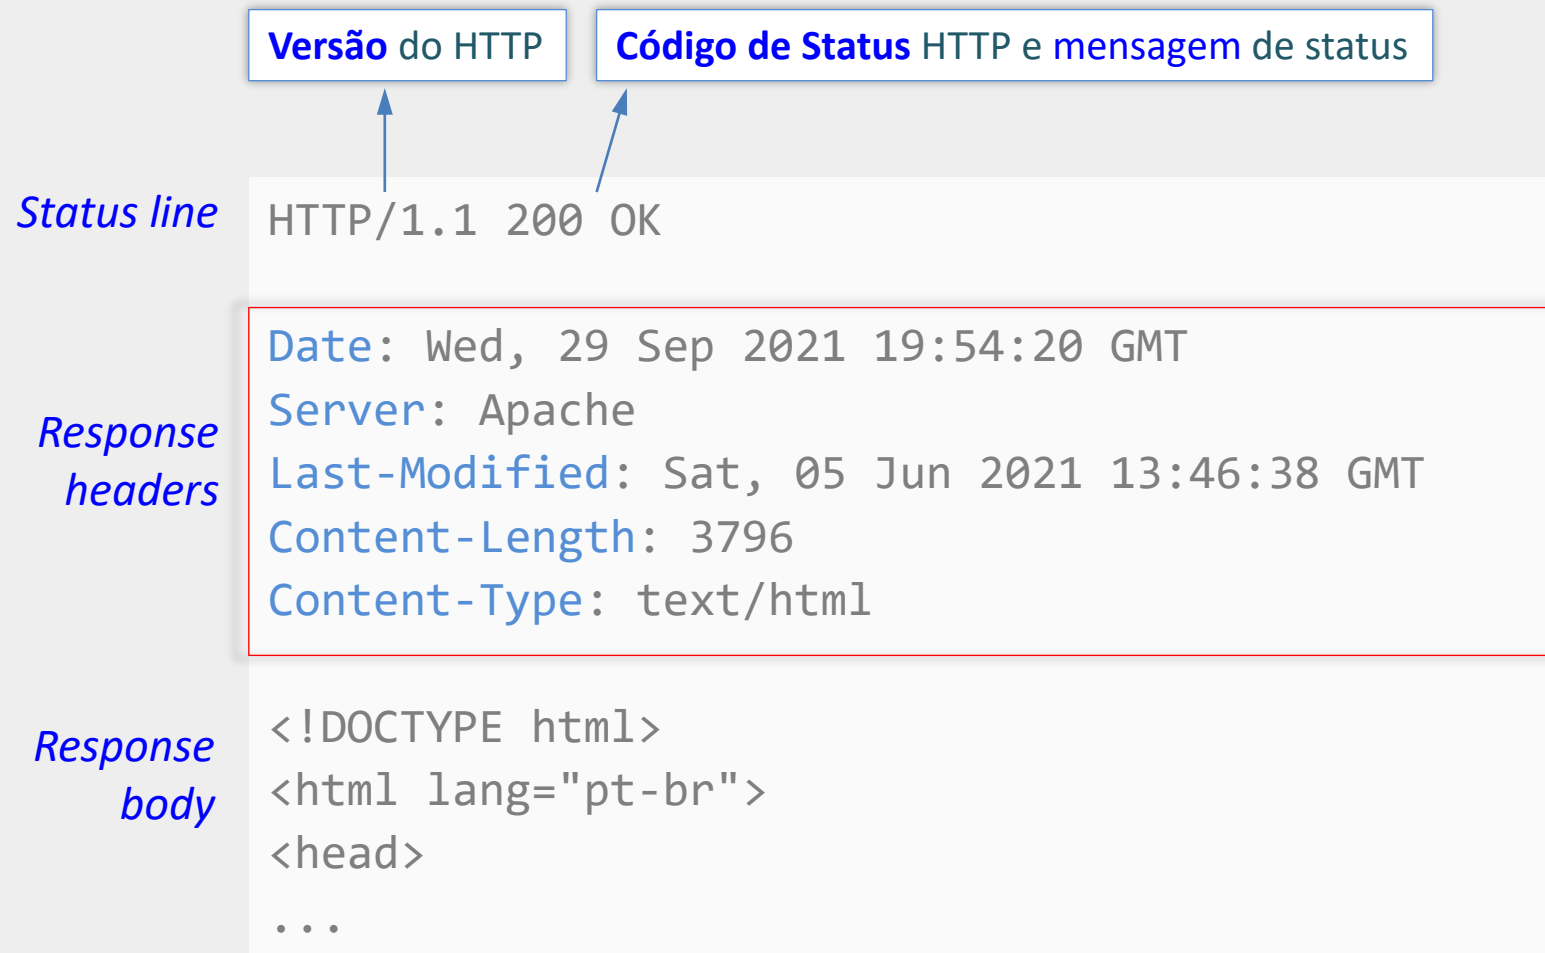 Versão do HTTP
Código de Status HTTP e mensagem de status
Status line
HTTP/1.1 200 OK
Response
headers
Date: Wed, 29 Sep 2021 19:54:20 GMT
Server: Apache
Last-Modified: Sat, 05 Jun 2021 13:46:38 GMT
Content-Length: 3796
Content-Type: text/html
Response
body
<!DOCTYPE html>
<html lang="pt-br">
<head>
...